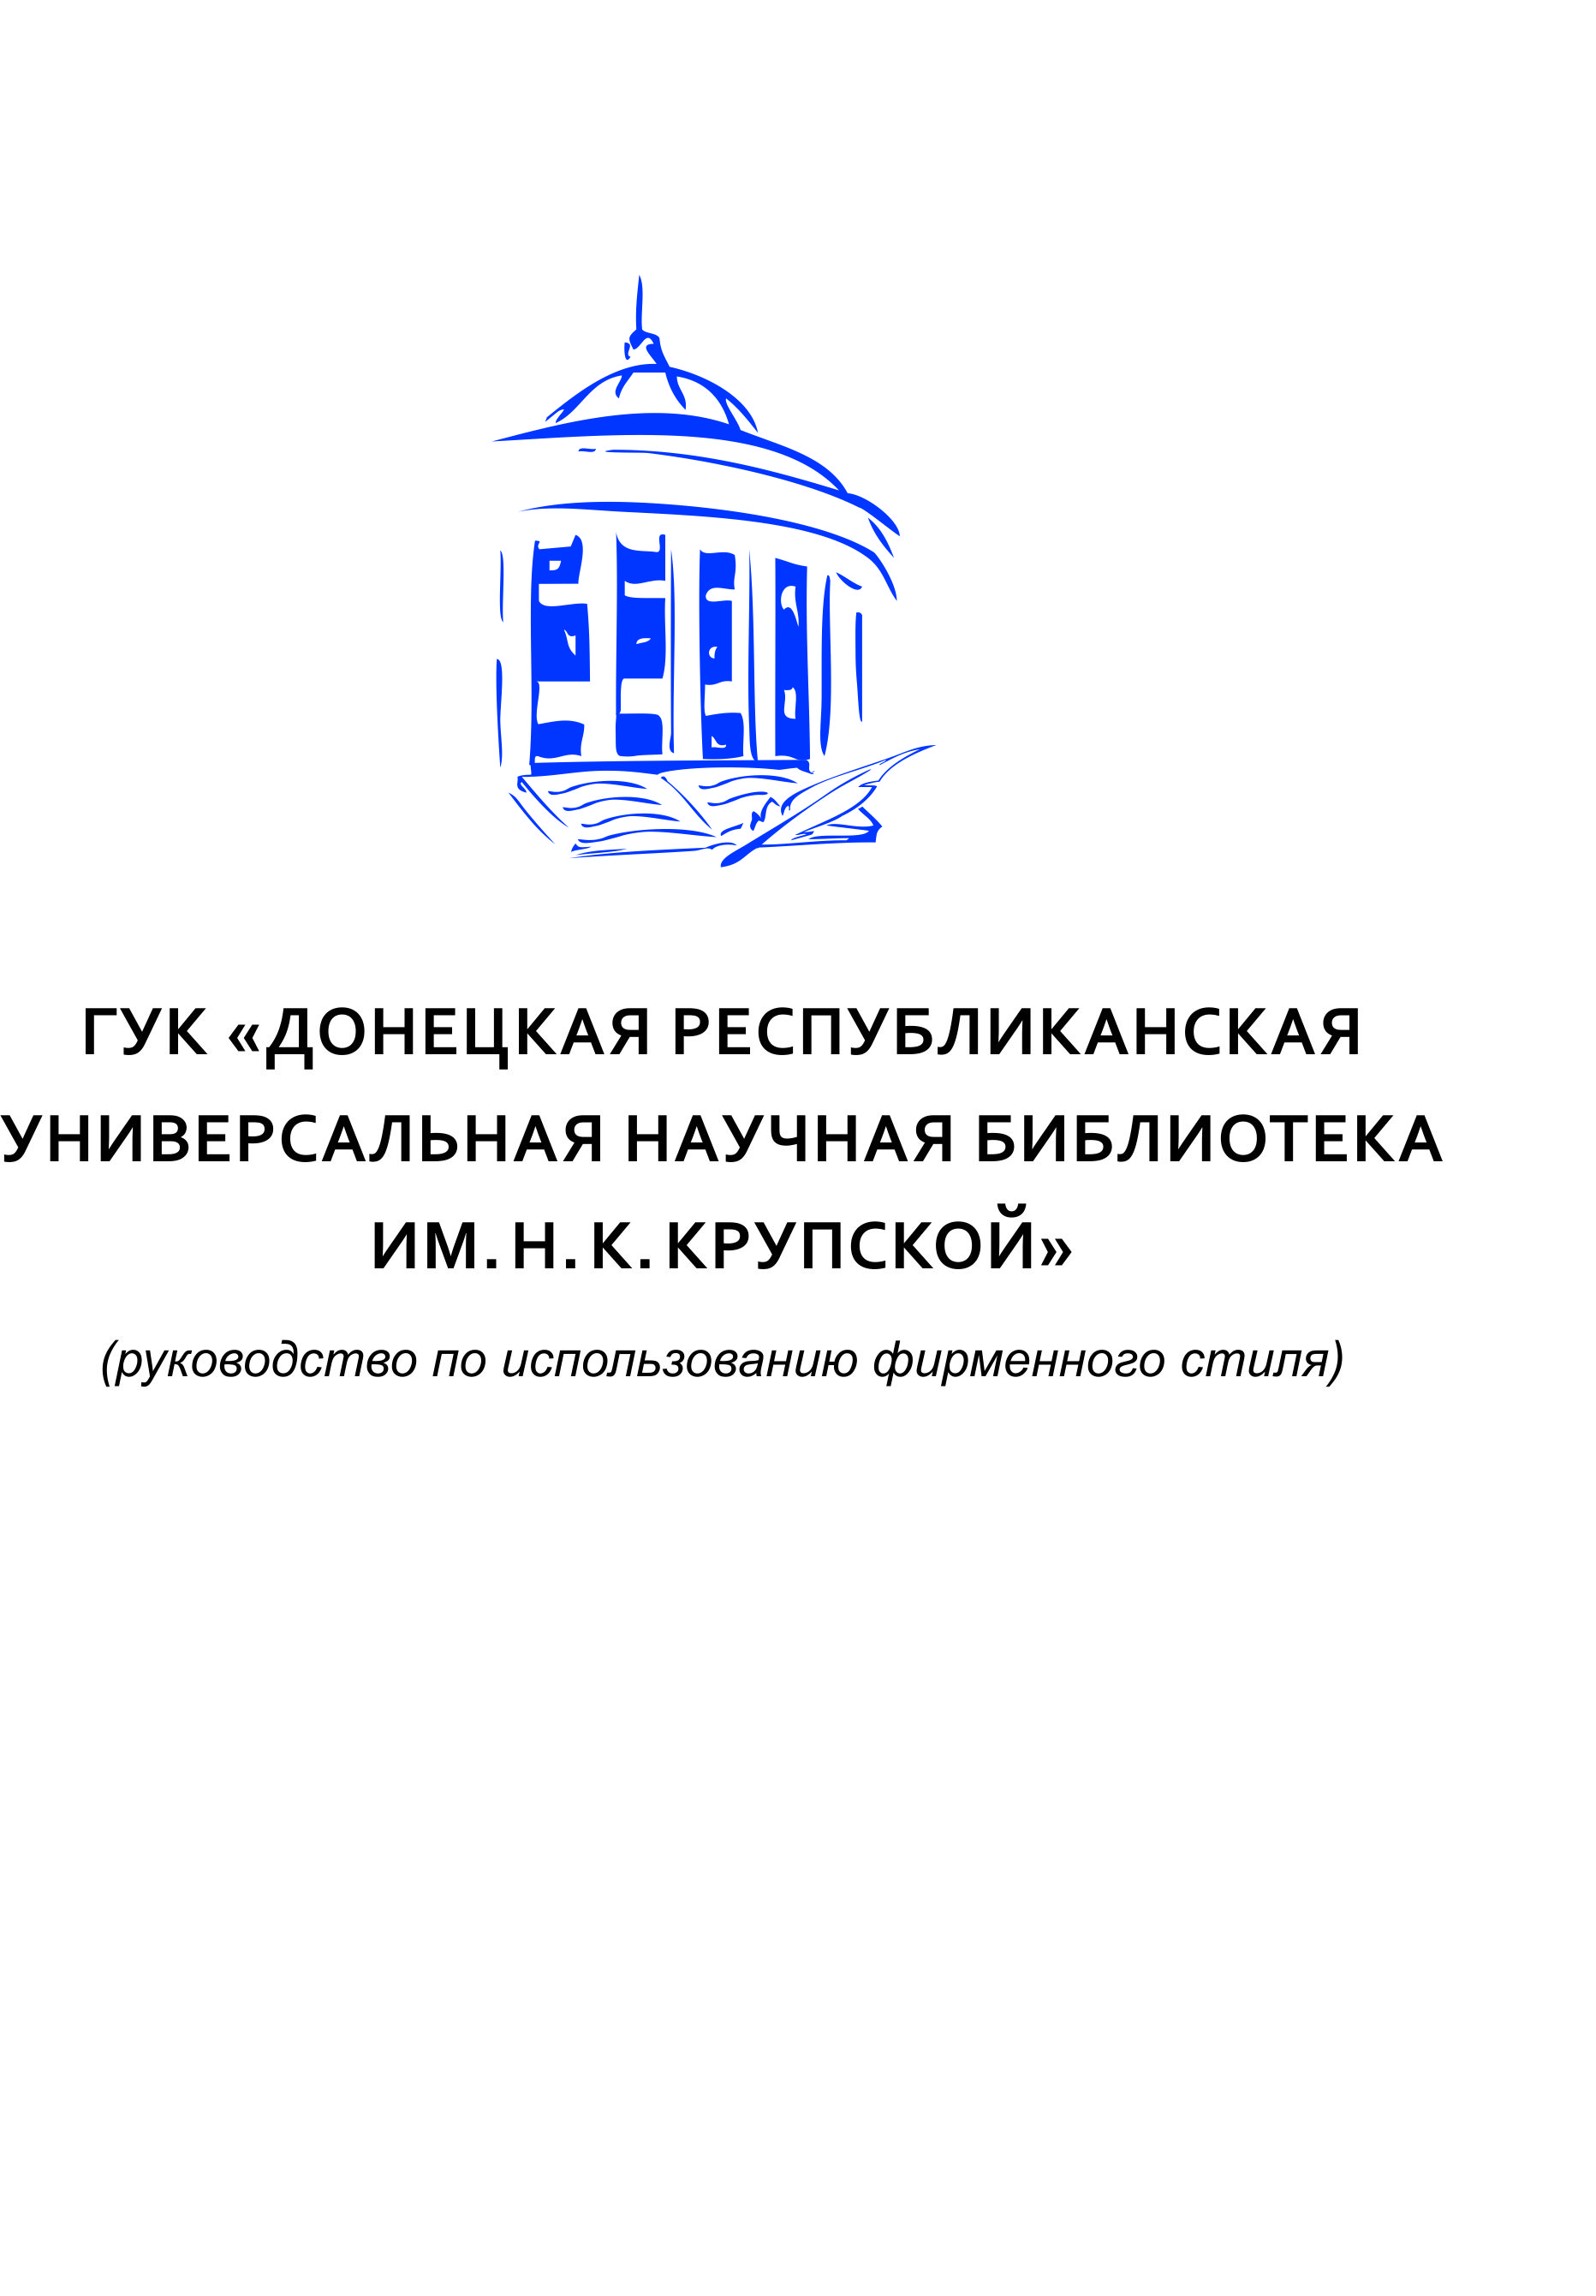 ГУК «ДОНЕЦКАЯ РЕСПУБЛИКАНСКАЯ
УНИВЕРСАЛЬНАЯ НАУЧНАЯ БИБЛИОТЕКА
ИМ. Н. К. КРУПСКОЙ»
(руководство по использованию фирменного стиля)